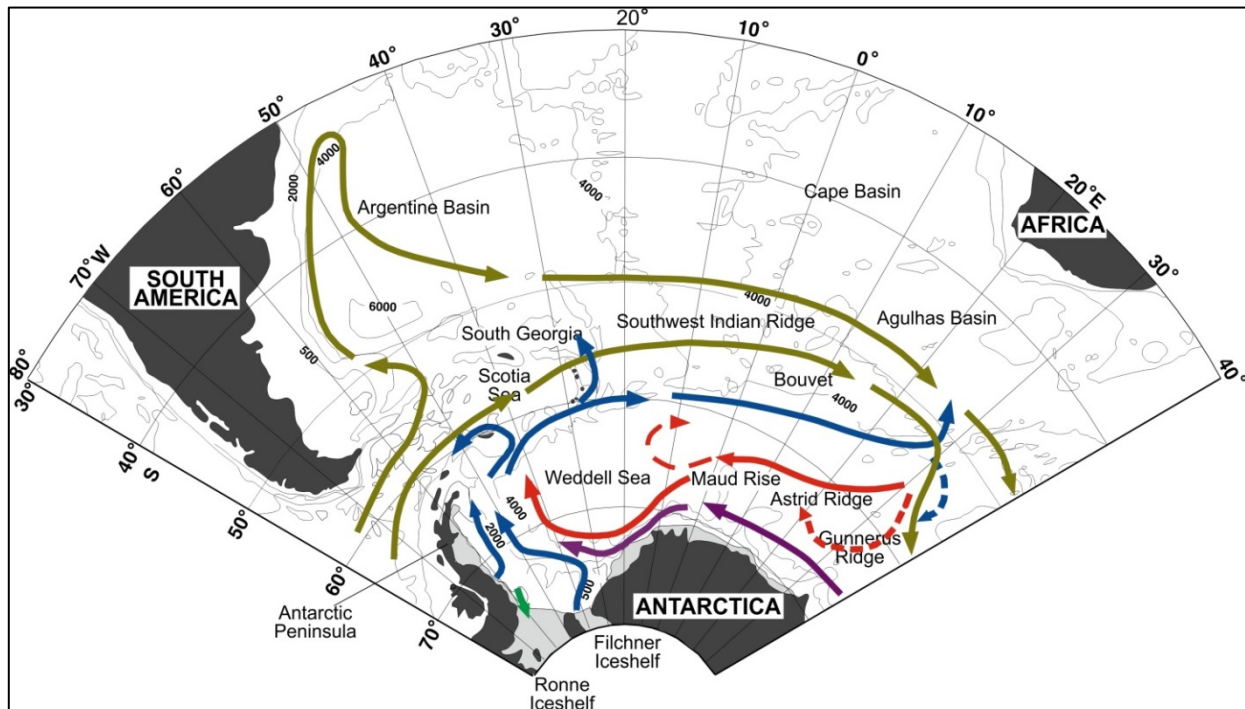 20°
30°
10°
40°
0°
50°
10°
60°
20°E
70°W
30°
80°
40°
30°
40°
S
50°
60°
70°
4000
2000
4000
Cape Basin
Argentine Basin
AFRICA
SOUTH
AMERICA
6000
4000
500
South Georgia
Southwest Indian Ridge
Agulhas Basin
Scotia
Sea
Bouvet
4000
Weddell Sea
Maud Rise
Astrid Ridge
4000
2000
Gunnerus
Ridge
500
ANTARCTICA
Antarctic
Peninsula
Filchner
Iceshelf
Ronne
Iceshelf